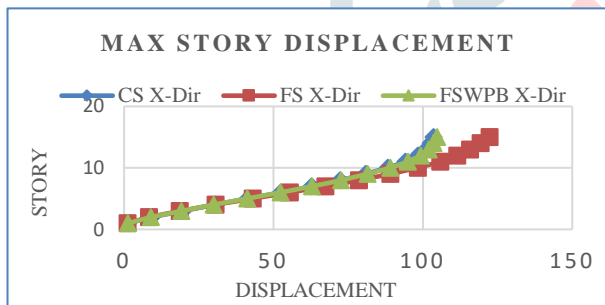 MAX STORY DISPLACEMENT
CS X-Dir FS X-Dir FSWPB X-Dir
20
10
0
STORY
0 50 100 150
DISPLACEMENT